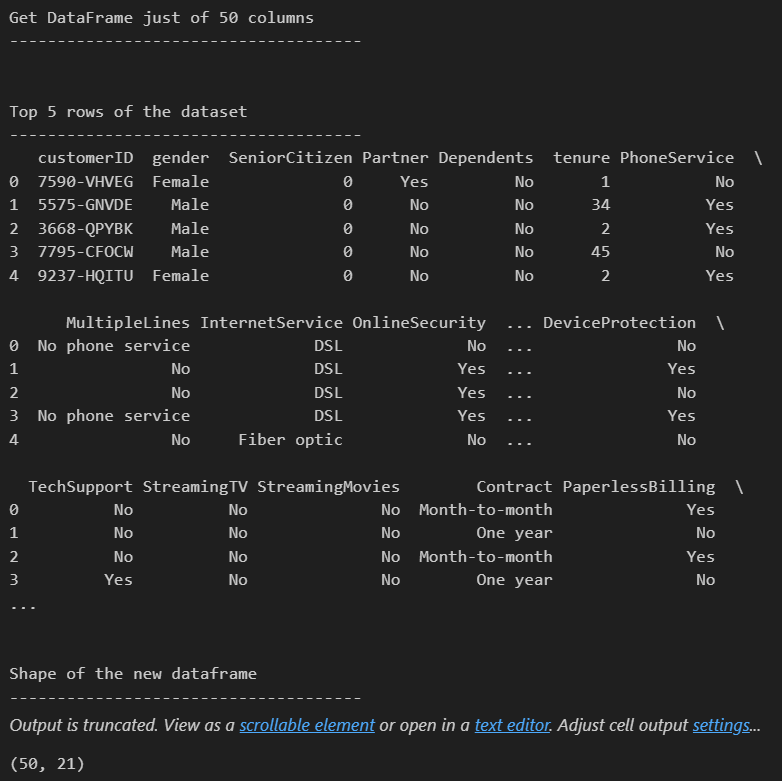 Get DataFrame just of 50 columns
-------------------------------------
Top 5 rows of the dataset
-------------------------------------
   customerID  gender  SeniorCitizen Partner Dependents  tenure PhoneService  \
0  7590-VHVEG  Female              0     Yes         No       1           No
1  5575-GNVDE    Male              0      No         No      34          Yes
2  3668-QPYBK    Male              0      No         No       2          Yes
3  7795-CFOCW    Male              0      No         No      45           No
4  9237-HQITU  Female              0      No         No       2          Yes
      MultipleLines InternetService OnlineSecurity  ... DeviceProtection  \
0  No phone service             DSL             No  ...               No
1                No             DSL            Yes  ...              Yes
2                No             DSL            Yes  ...               No
3  No phone service             DSL            Yes  ...              Yes
4                No     Fiber optic             No  ...               No
  TechSupport StreamingTV StreamingMovies        Contract PaperlessBilling  \
0          No          No              No  Month-to-month              Yes
1          No          No              No        One year               No
2          No          No              No  Month-to-month              Yes
3         Yes          No              No        One year               No
...
Shape of the new dataframe
-------------------------------------
Output is truncated. View as a scrollable element or open in a text editor. Adjust cell output settings...
(50, 21)